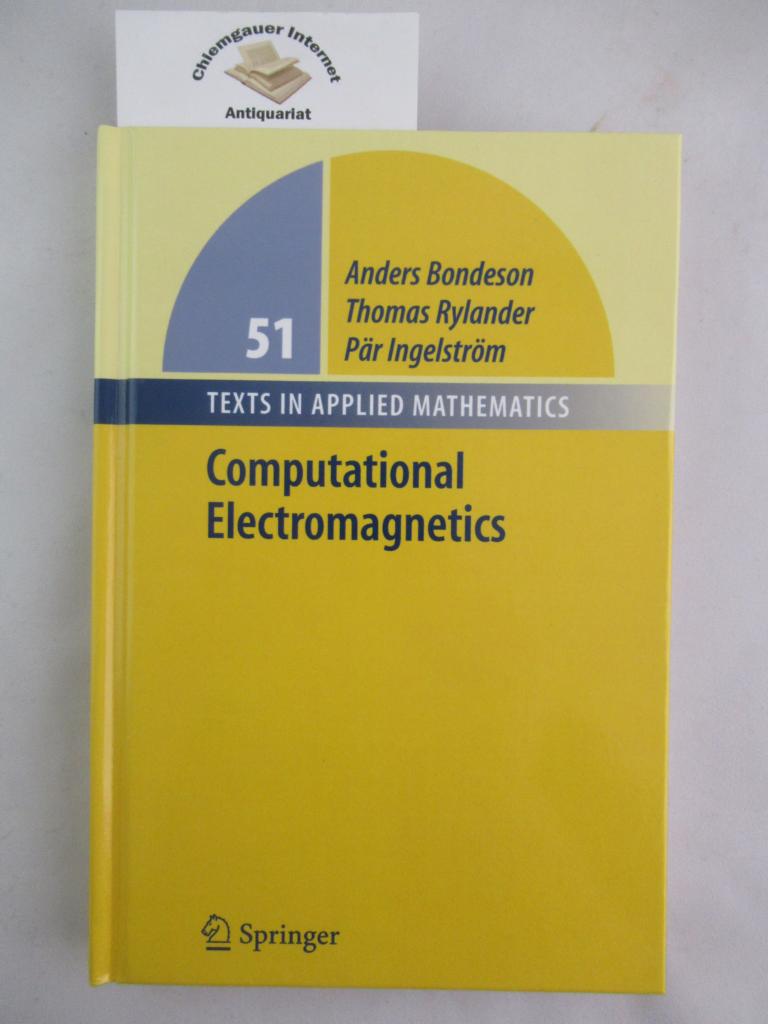 Chiemgauer Internet
Antiquariat
Anders Bondeson
Thomas Rylander
Pär Ingelström
51
TEXTS IN APPLIED MATHEMATICS
Computational
Electromagnetics
Springer